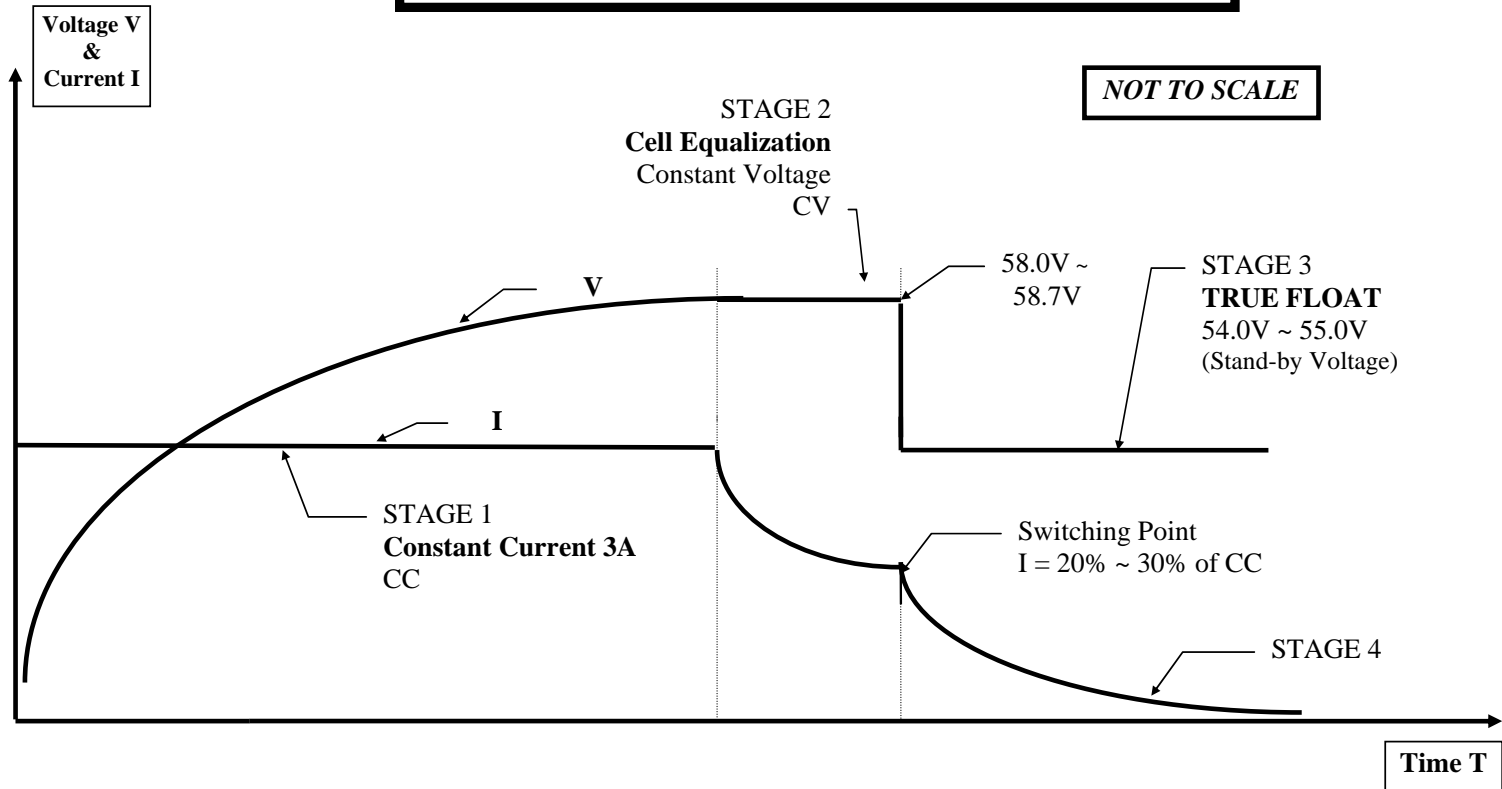 Voltage V
&
Current I
NOT TO SCALE
STAGE 2
Cell Equalization
Constant Voltage
CV
58.0V ~
58.7V
STAGE 3
TRUE FLOAT
54.0V ~ 55.0V
(Stand-by Voltage)
V
I
STAGE 1
Constant Current 3A
CC
Switching Point
I = 20% ~ 30% of CC
STAGE 4
Time T